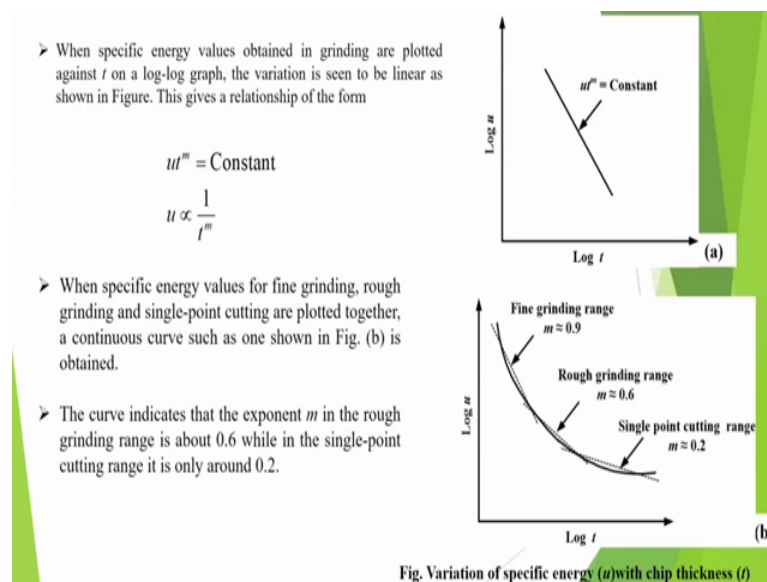 ➢ When specific energy values obtained in grinding are plotted
against t on a log-log graph, the variation is seen to be linear as
shown in Figure. This gives a relationship of the form
utᵐ = Constant
u ∝ 1/tᵐ
➢ When specific energy values for fine grinding, rough
grinding and single-point cutting are plotted together,
a continuous curve such as one shown in Fig. (b) is
obtained.
➢ The curve indicates that the exponent m in the rough
grinding range is about 0.6 while in the single-point
cutting range it is only around 0.2.
utᵐ = Constant
Log u
Log t
(a)
Fine grinding range
m ≈ 0.9
Rough grinding range
m ≈ 0.6
Single point cutting range
m ≈ 0.2
Log u
Log t
(b
Fig. Variation of specific energy (u)with chip thickness (t)